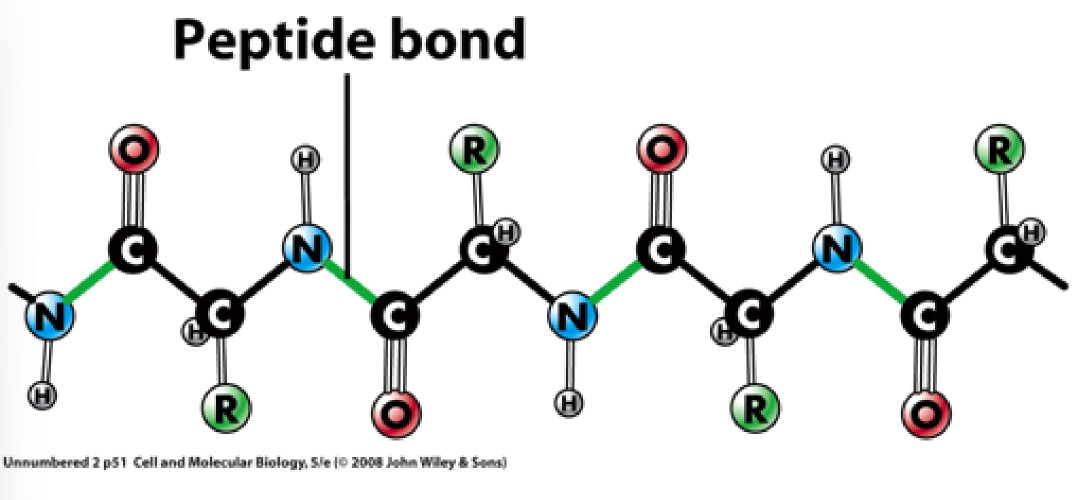 Peptide bond
O H R O H R
C N C H C N C H
N H C C N H C C
H R O H R O
Unnumbered 2 p51 Cell and Molecular Biology, 5/e (© 2008 John Wiley & Sons)